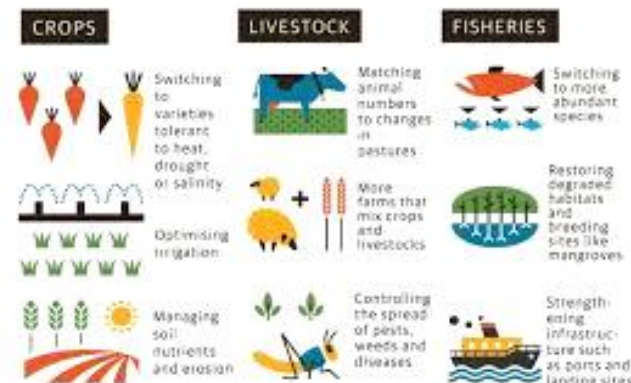 CROPS
Switching
to
varieties
tolerant
to heat,
drought
or salinity
Optimising
irrigation
Managing
soil
nutrients
and erosion
LIVESTOCK
Matching
animal
numbers
to changes
in
pastures
More
farms that
mix crops
and
livestocks
Controlling
the spread
of pests,
weeds and
diseases
FISHERIES
Switching
to more
abundant
species
Restoring
degraded
habitats
and
breeding
sites like
mangroves
Strength-
ening
infrastruc-
ture such
as ports and
landing sites